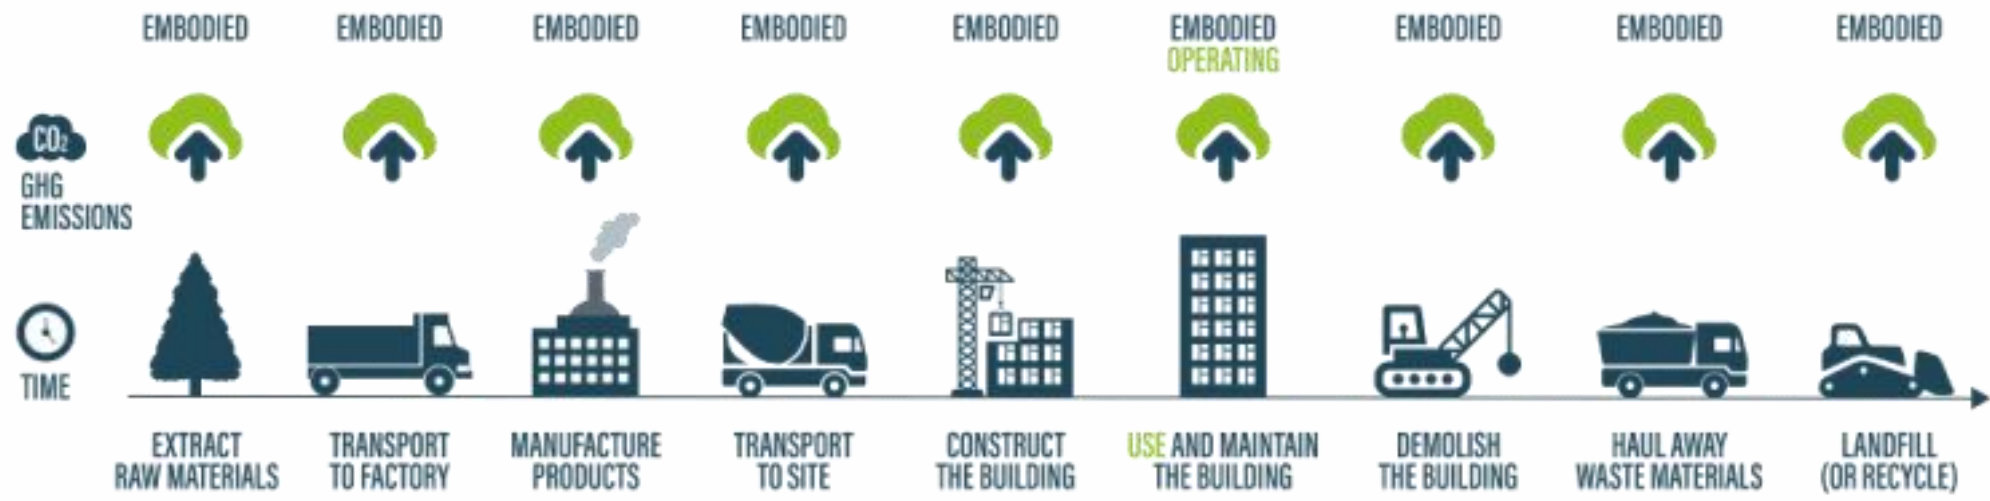 EMBODIED EMBODIED EMBODIED EMBODIED EMBODIED EMBODIED EMBODIED EMBODIED EMBODIED
OPERATING
CO₂
GHG
EMISSIONS
TIME
EXTRACT
RAW MATERIALS
TRANSPORT
TO FACTORY
MANUFACTURE
PRODUCTS
TRANSPORT
TO SITE
CONSTRUCT
THE BUILDING
USE AND MAINTAIN
THE BUILDING
DEMOLISH
THE BUILDING
HAUL AWAY
WASTE MATERIALS
LANDFILL
(OR RECYCLE)